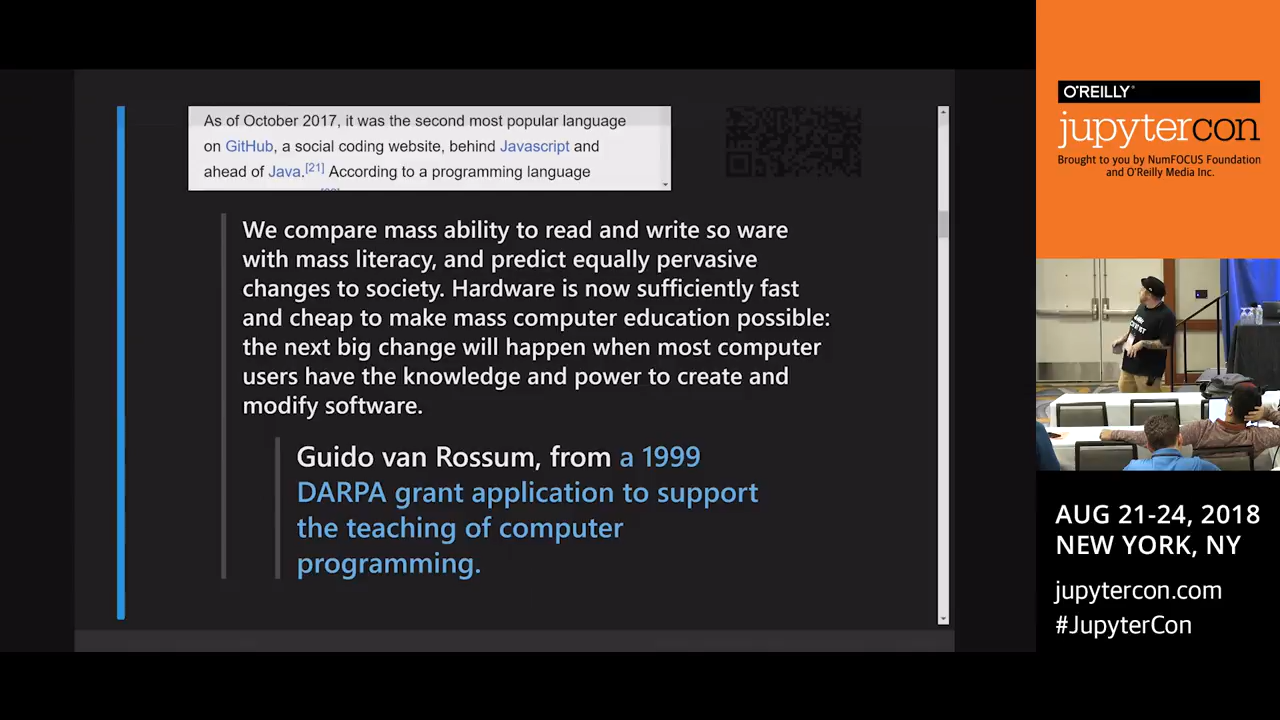 As of October 2017, it was the second most popular language
on GitHub, a social coding website, behind Javascript and
ahead of Java.[21] According to a programming language
We compare mass ability to read and write so ware
with mass literacy, and predict equally pervasive
changes to society. Hardware is now sufficiently fast
and cheap to make mass computer education possible:
the next big change will happen when most computer
users have the knowledge and power to create and
modify software.
Guido van Rossum, from a 1999
DARPA grant application to support
the teaching of computer
programming.
O'REILLY®
jupytercon
Brought to you by NumFOCUS Foundation
and O'Reilly Media Inc.
AUG 21-24, 2018
NEW YORK, NY
jupytercon.com
#JupyterCon